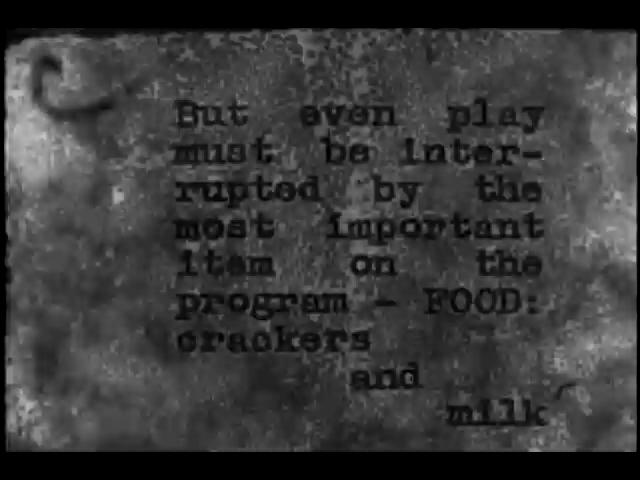 But even play
must be inter-
rupted by the
most important
item on the
program - FOOD:
crackers
and
milk